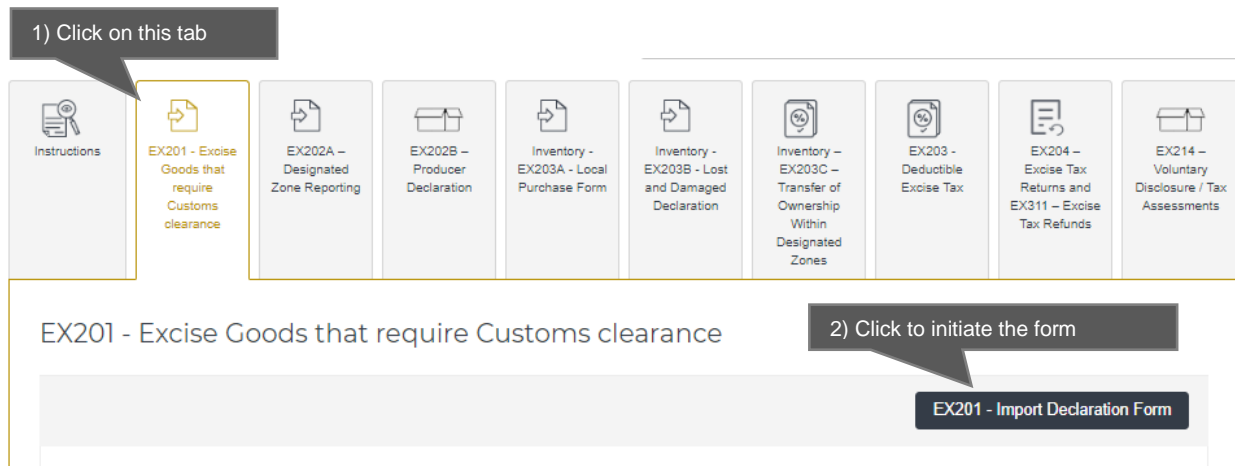 1) Click on this tab
Instructions
EX201 - Excise
Goods that
require
Customs
clearance
EX202A –
Designated
Zone Reporting
EX202B –
Producer
Declaration
Inventory -
EX203A - Local
Purchase Form
Inventory -
EX203B - Lost
and Damaged
Declaration
Inventory –
EX203C –
Transfer of
Ownership
Within
Designated
Zones
EX203 -
Deductible
Excise Tax
EX204 –
Excise Tax
Returns and
EX311 – Excise
Tax Refunds
EX214 –
Voluntary
Disclosure / Tax
Assessments
EX201 - Excise Goods that require Customs clearance
2) Click to initiate the form
EX201 - Import Declaration Form